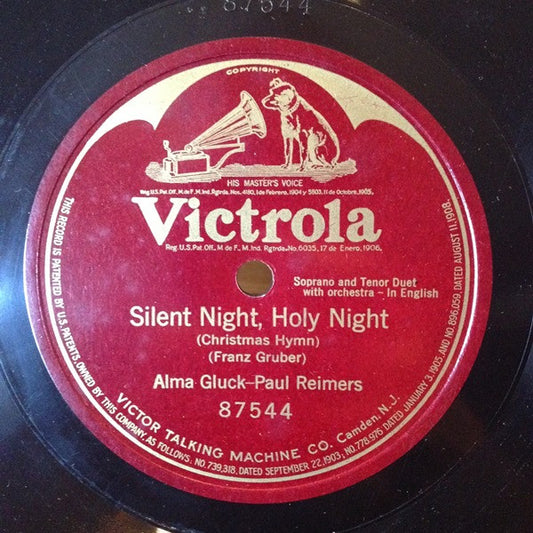 87544
COPYRIGHT
HIS MASTER'S VOICE
Reg.U.S.Pat.Off.M.de F.M.Ind.Rgtrda.Nos.4180,1 de Febrero,1904 y 5803,11 de Octubre,1905.
Victrola
Reg.U.S.Pat.Off.,M.de F.M.Ind.Rgtrda.No.6035,17 de Enero,1906.
Soprano and Tenor Duet
with orchestra - In English
Silent Night, Holy Night
(Christmas Hymn)
(Franz Gruber)
Alma Gluck-Paul Reimers
87544
VICTOR TALKING MACHINE CO. Camden, N.J.
THIS RECORD IS PATENTED BY U.S. PATENTS, OWNED BY THIS COMPANY, AS FOLLOWS: NO.739,318, DATED SEPTEMBER 22,1903; NO.778,976 DATED JANUARY 3,1905, AND NO.896,059, DATED AUGUST 11,1908.